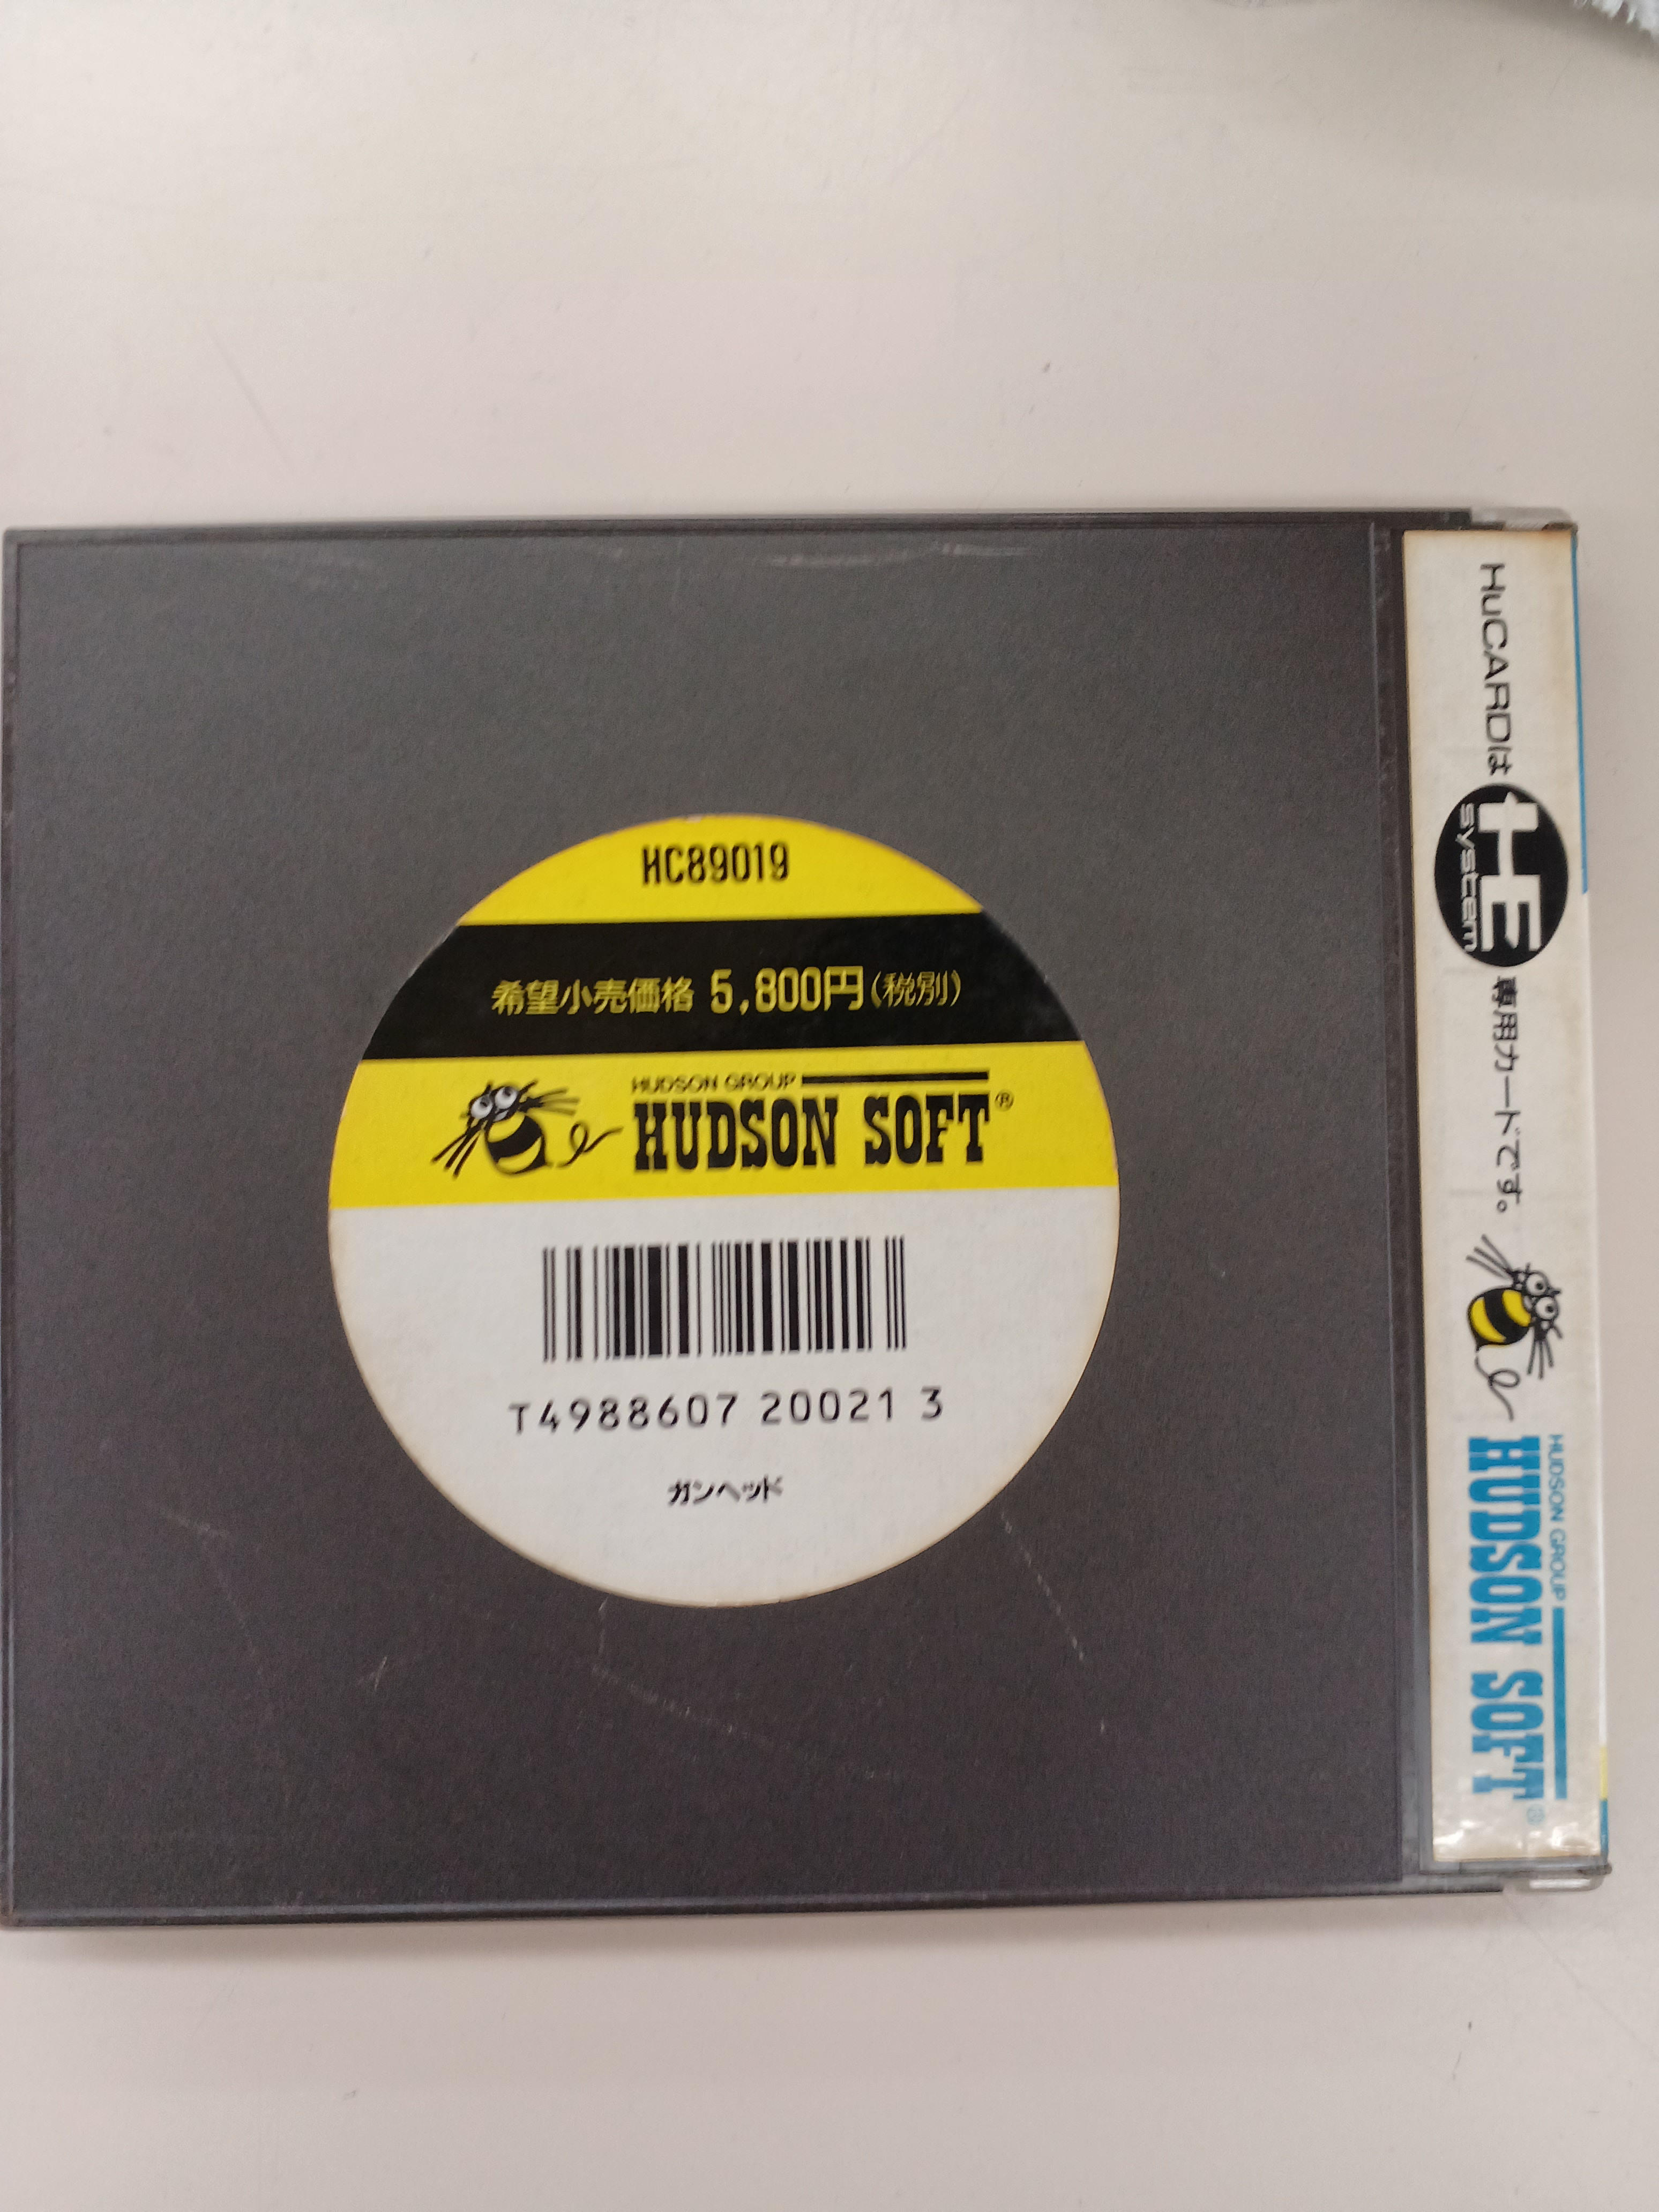 HC89019
希望小売価格 5,800円(税別)
HUDSON GROUP
HUDSON SOFT®
T4988607 20021 3
ガンヘッド
HuCARDは HE system 専用カードです。
HUDSON GROUP
HUDSON SOFT®